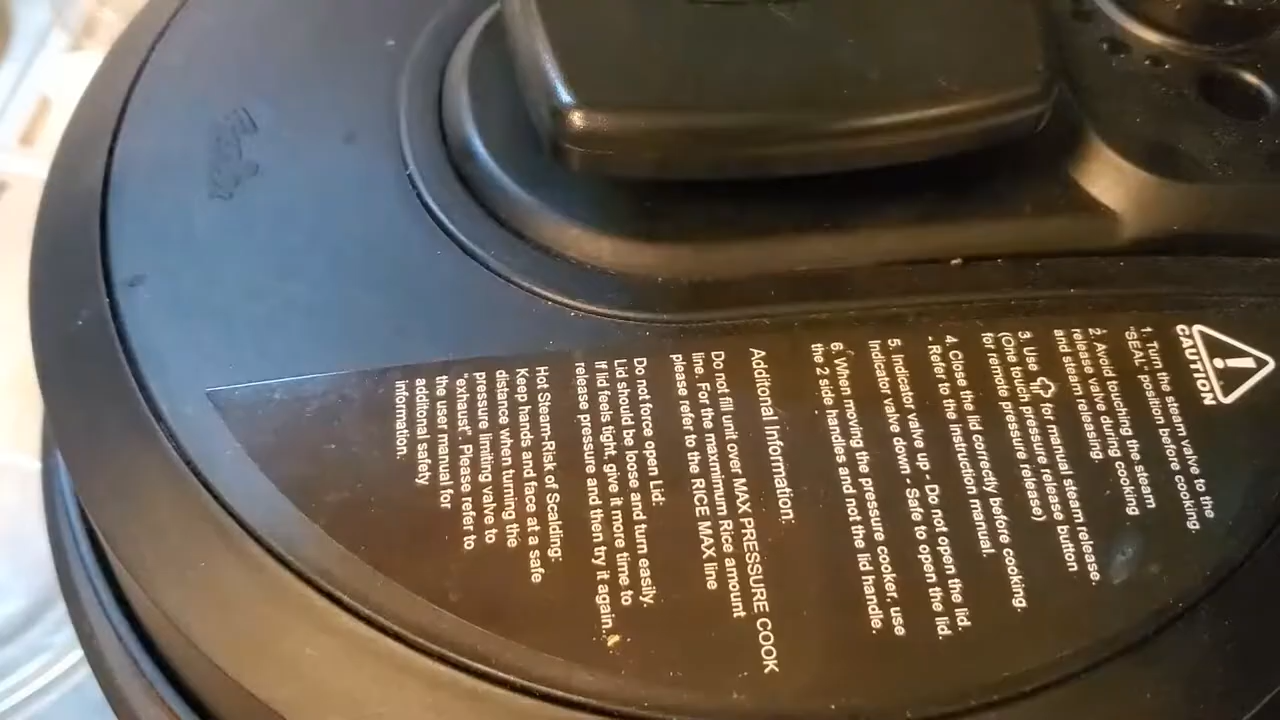 CAUTION
1. Turn the steam valve to the
"SEAL" position before cooking.
2. Avoid touching the steam
release valve during cooking
and steam releasing.
3. Use for manual steam release.
(One touch pressure release button
for remote pressure release)
4. Close the lid correctly before cooking.
- Refer to the instruction manual.
5. Indicator valve up - Do not open the lid.
Indicator valve down - Safe to open the lid.
6. When moving the pressure cooker, use
the 2 side handles and not the lid handle.
Additonal Information:
Do not fill unit over MAX PRESSURE COOK
line. For the maxmimum Rice amount
please refer to the RICE MAX line
Do not force open Lid:
Lid should be loose and turn easily.
If lid feels tight, give it more time to
release pressure and then try it again.
Hot Steam-Risk of Scalding:
Keep hands and face at a safe
distance when turning the
pressure limiting valve to
"exhaust". Please refer to
the user manual for
additional safety
information.